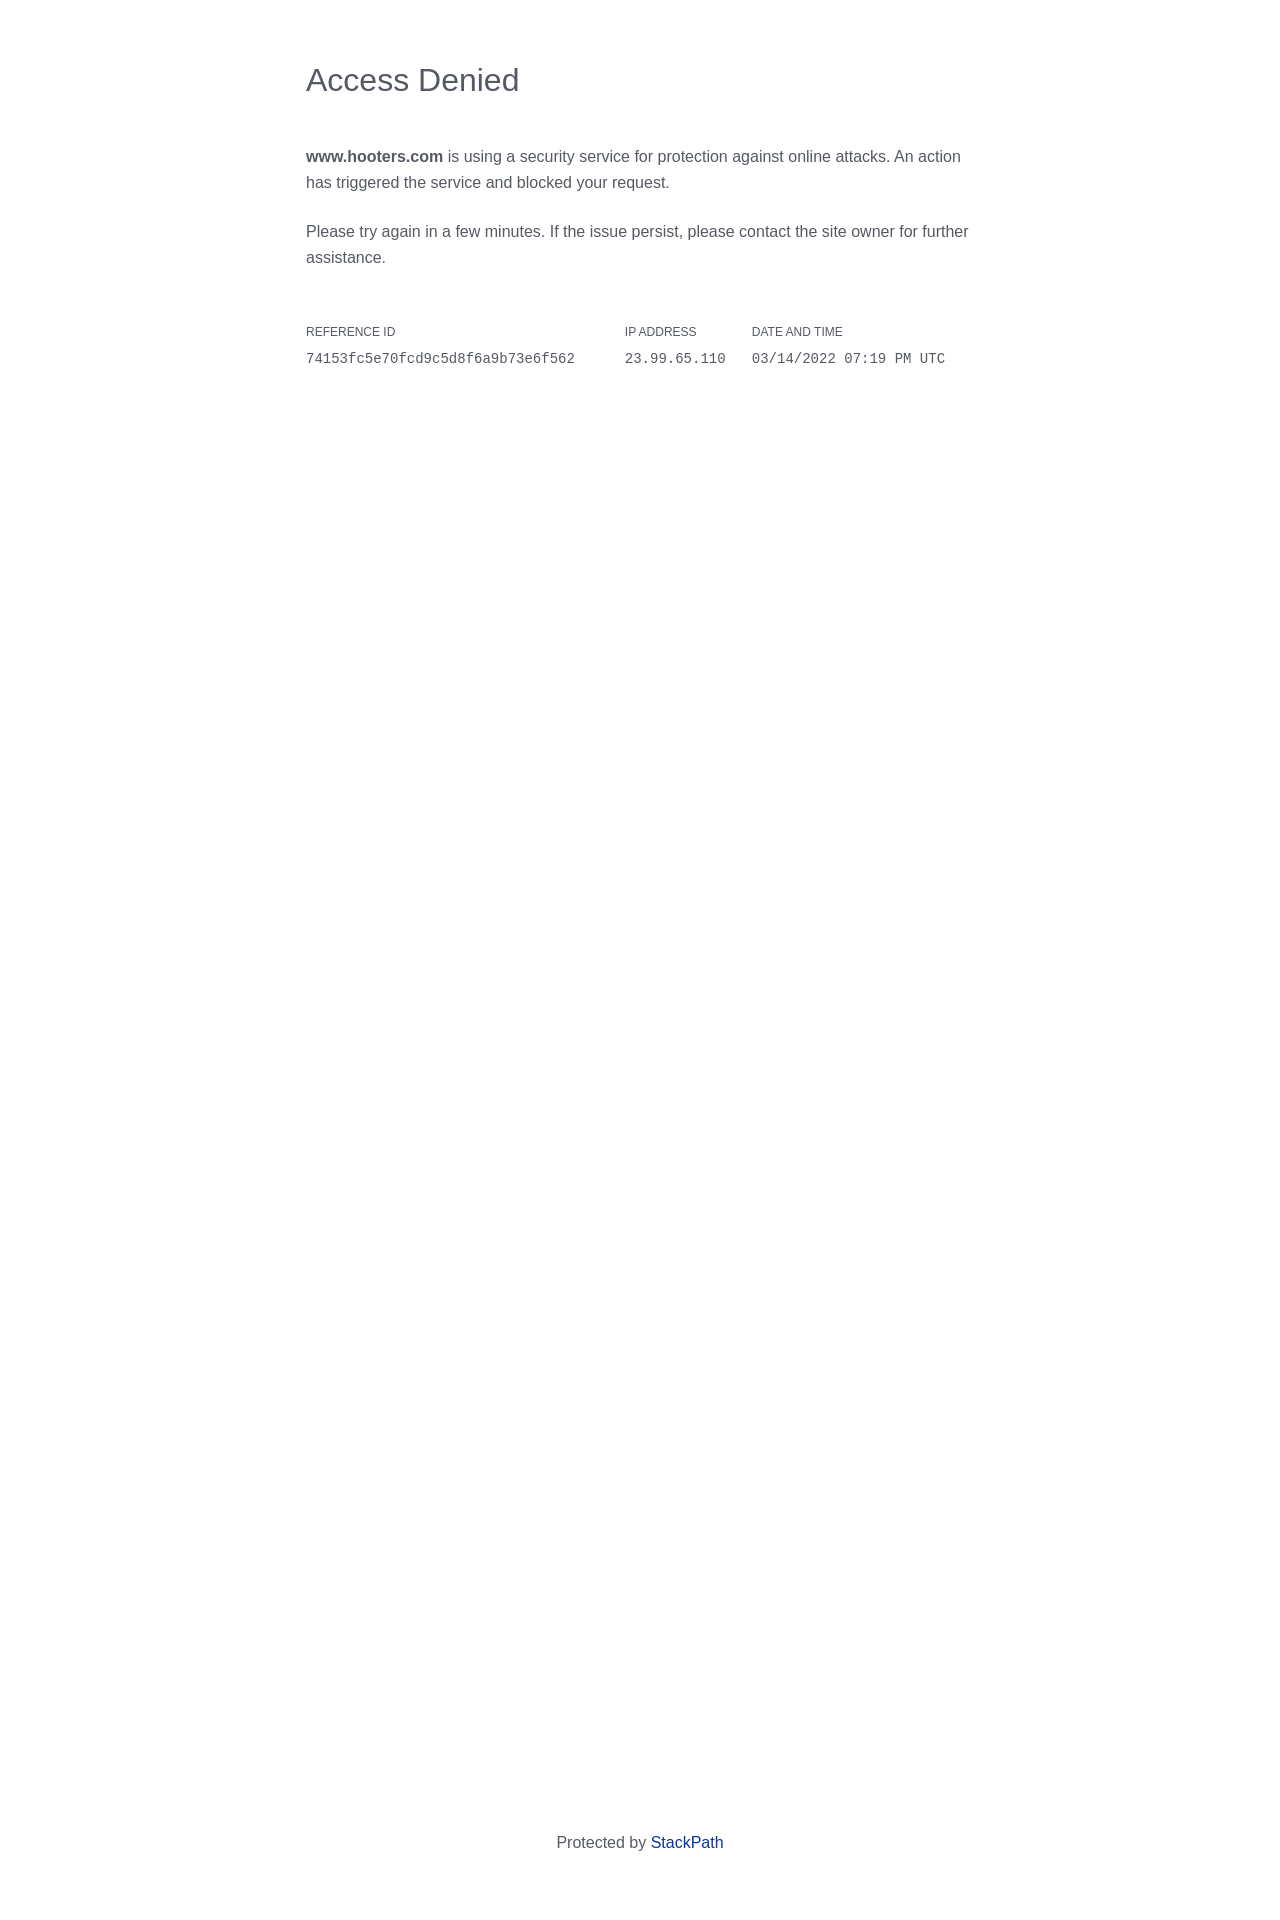 Access Denied
www.hooters.com is using a security service for protection against online attacks. An action
has triggered the service and blocked your request.
Please try again in a few minutes. If the issue persist, please contact the site owner for further
assistance.
REFERENCE ID IP ADDRESS DATE AND TIME
74153fc5e70fcd9c5d8f6a9b73e6f562 23.99.65.110 03/14/2022 07:19 PM UTC
Protected by StackPath